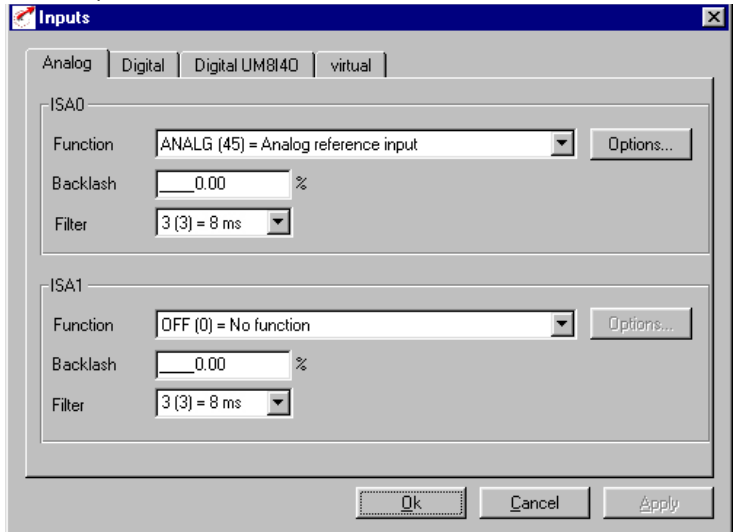 Inputs
Analog Digital Digital UM8I4O virtual
ISA0
Function ANALG (45) = Analog reference input Options...
Backlash ____0.00 %
Filter 3 (3) = 8 ms
ISA1
Function OFF (0) = No function Options...
Backlash ____0.00 %
Filter 3 (3) = 8 ms
Ok Cancel Apply